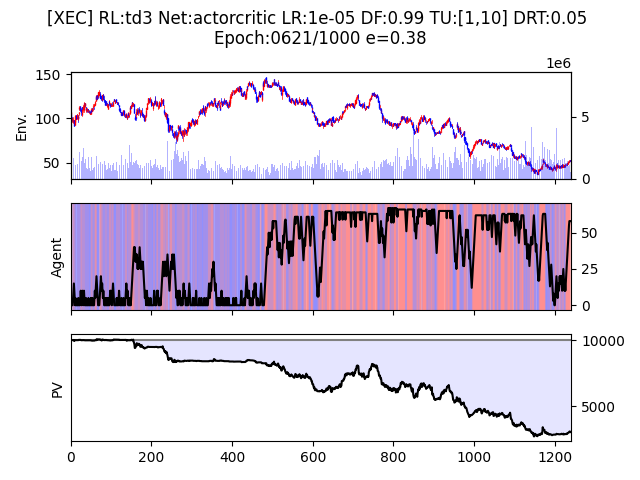 [XEC] RL:td3 Net:actorcritic LR:1e-05 DF:0.99 TU:[1,10] DRT:0.05
Epoch:0621/1000 e=0.38
1e6
150
100
50
Env.
5
0
Agent
50
25
0
PV
10000
5000
0 200 400 600 800 1000 1200